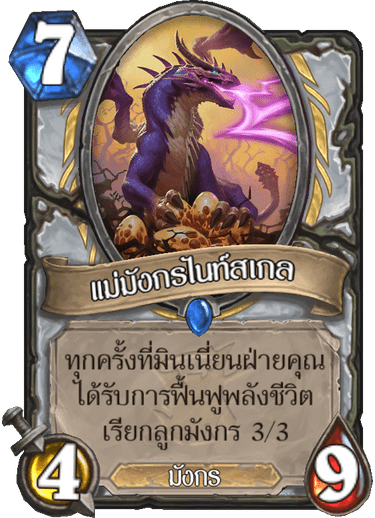 7
แม่มังกรไนท์สเกล
ทุกครั้งที่มินเนี่ยนฝ่ายคุณ
ได้รับการฟื้นฟูพลังชีวิต
เรียกลูกมังกร 3/3
4
มังกร
9